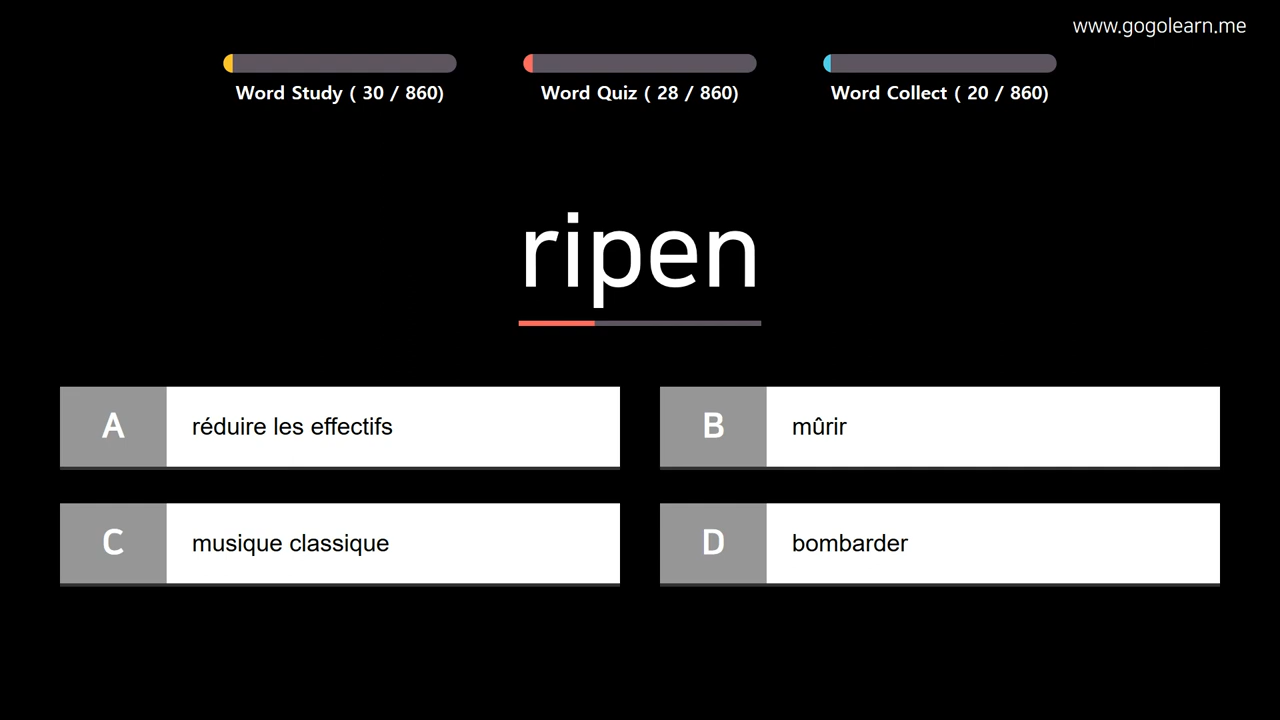 www.gogolearn.me
Word Study ( 30 / 860)
Word Quiz ( 28 / 860)
Word Collect ( 20 / 860)
ripen
A réduire les effectifs
B mûrir
C musique classique
D bombarder